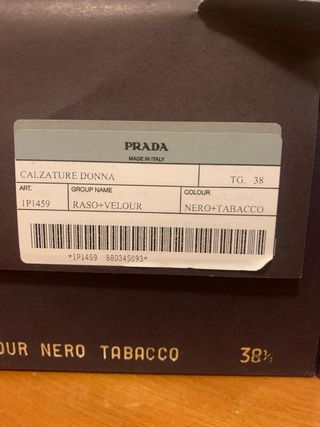 PRADA
MADE IN ITALY
CALZATURE DONNA TG. 38
ART. GROUP NAME COLOUR
1P1459 RASO+VELOUR NERO+TABACCO
*1P1459 880345093*
OUR NERO TABACCO 38½